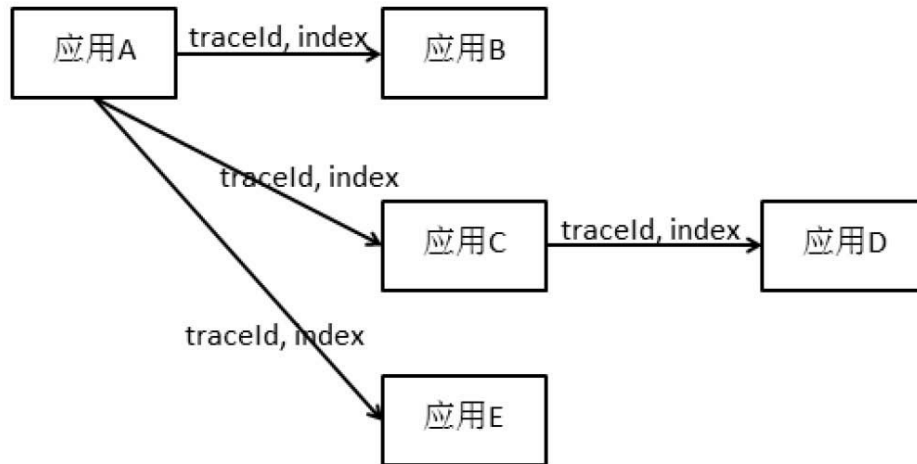 应用A
traceId, index
应用B
traceId, index
应用C
traceId, index
应用D
traceId, index
应用E